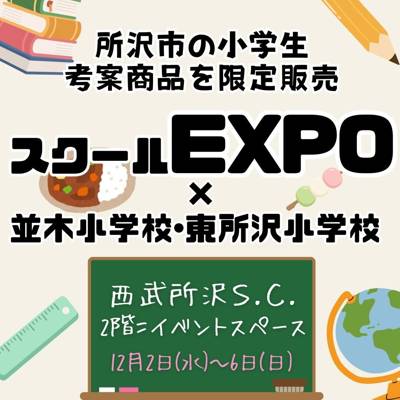 所沢市の小学生
考案商品を限定販売
スクールEXPO
×
並木小学校・東所沢小学校
西武所沢S.C.
2階=イベントスペース
12月2日(水)～6日(日)